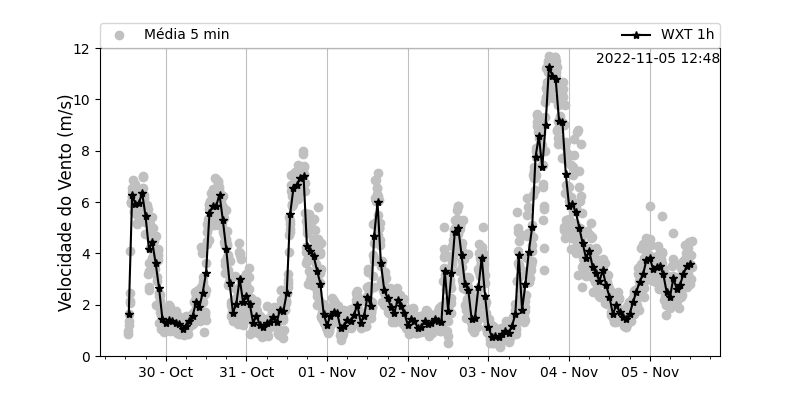 Média 5 min
WXT 1h
2022-11-05 12:48
Velocidade do Vento (m/s)
12
10
8
6
4
2
0
30 - Oct
31 - Oct
01 - Nov
02 - Nov
03 - Nov
04 - Nov
05 - Nov